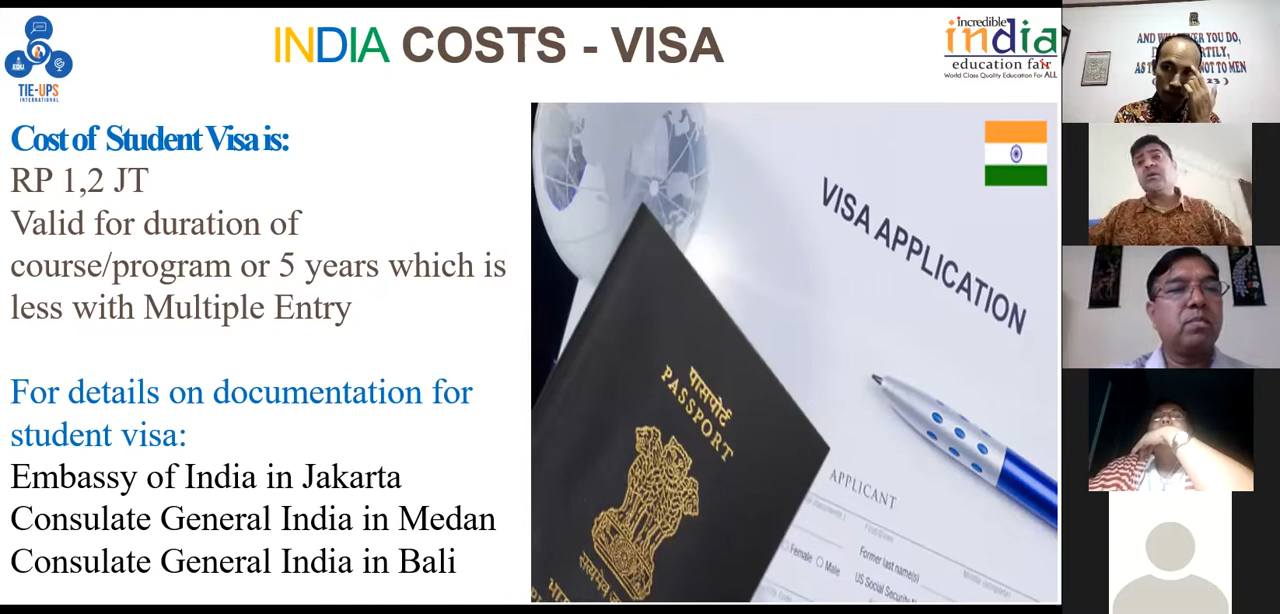 INDIA COSTS - VISA
TIE-UPS
INTERNATIONAL
EDU
incredible
india
education fair
World Class Quality Education For ALL
Cost of Student Visa is:
RP 1,2 JT
Valid for duration of
course/program or 5 years which is
less with Multiple Entry
For details on documentation for
student visa:
Embassy of India in Jakarta
Consulate General India in Medan
Consulate General India in Bali
VISA APPLICATION
पासपोर्ट
PASSPORT
APPLICANT
Female
Male
Former last name(s)
US Social Security
AND
YOU DO,
NOT TO MEN